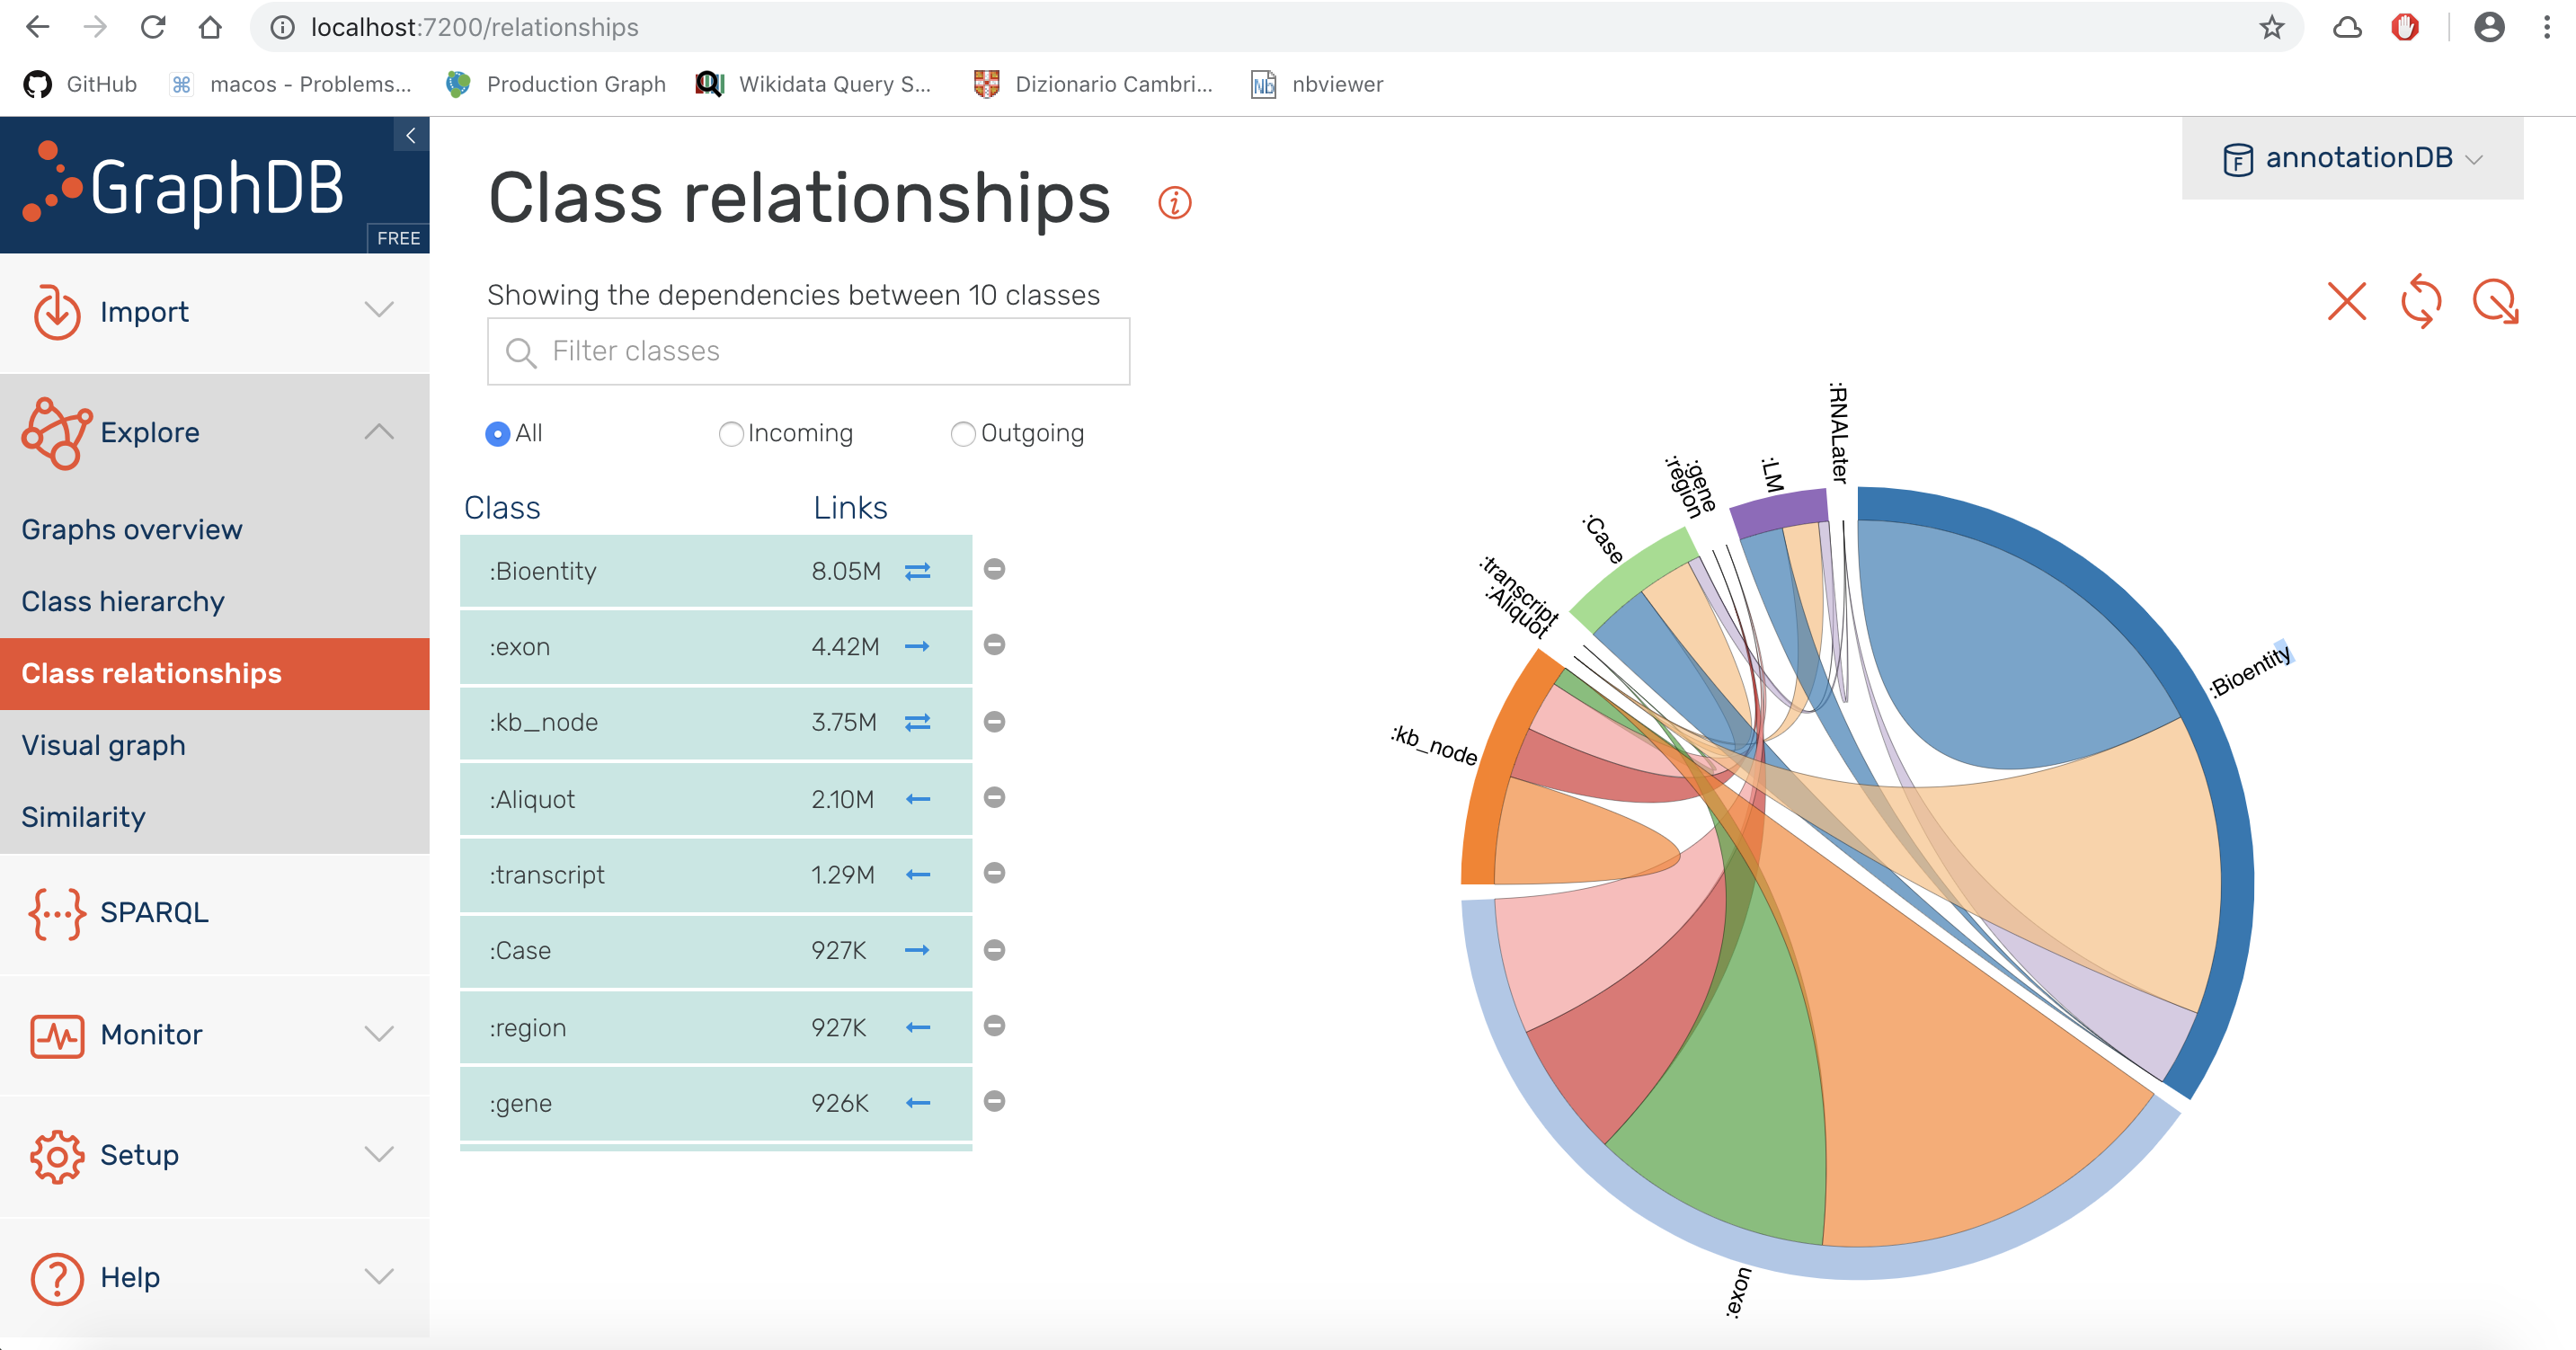 localhost:7200/relationships
GitHub
macos - Problems...
Production Graph
Wikidata Query S...
Dizionario Cambri...
Nb
nbviewer
GraphDB
FREE
Import
Explore
Graphs overview
Class hierarchy
Class relationships
Visual graph
Similarity
SPARQL
Monitor
Setup
Help
Class relationships
F annotationDB
Showing the dependencies between 10 classes
Filter classes
All Incoming Outgoing
Class Links
:Bioentity 8.05M
:exon 4.42M
:kb_node 3.75M
:Aliquot 2.10M
:transcript 1.29M
:Case 927K
:region 927K
:gene 926K
:RNALater
:LM
:gene
:region
:Case
:transcript
:Aliquot
:kb_node
:Bioentity
:exon